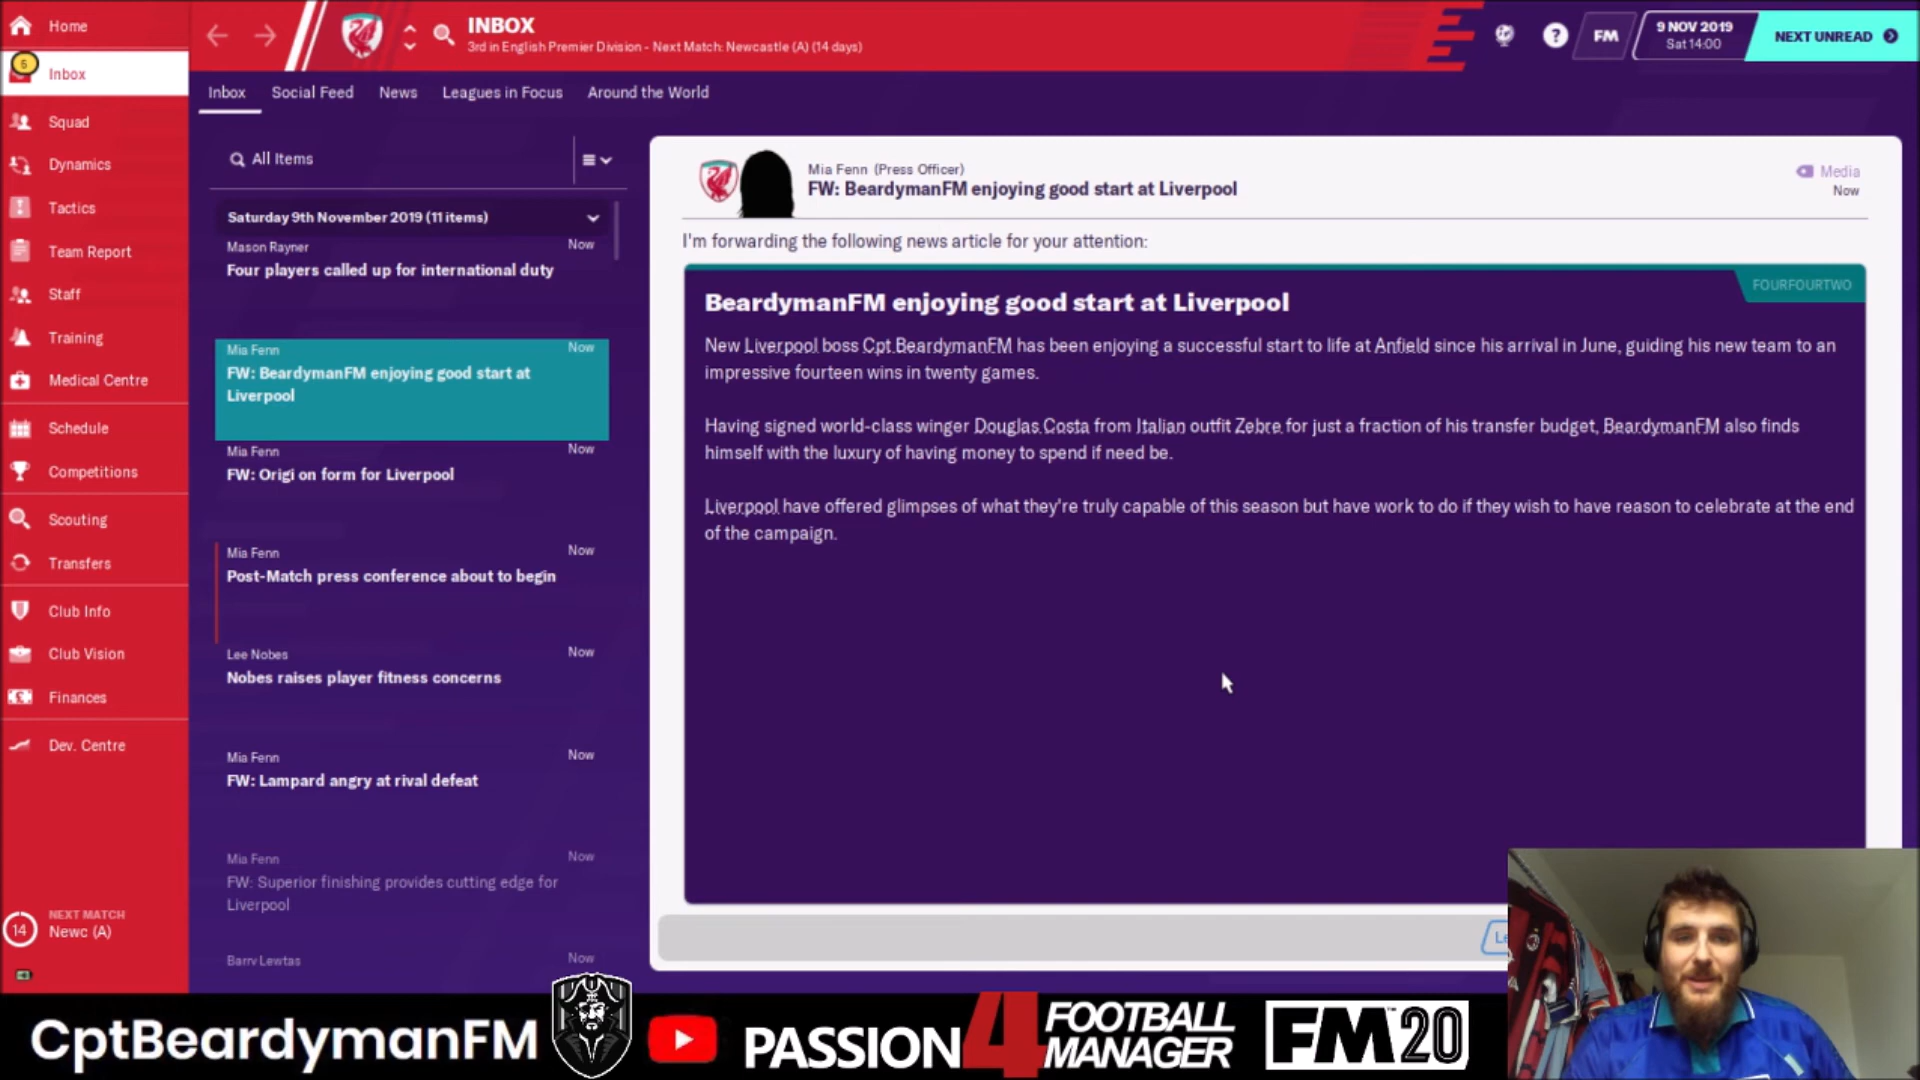 Home
Inbox
5
Squad
Dynamics
Tactics
Team Report
Staff
Training
Medical Centre
Schedule
Competitions
Scouting
Transfers
Club Info
Club Vision
Finances
Dev. Centre
14
NEXT MATCH
Newc (A)
INBOX
3rd in English Premier Division - Next Match: Newcastle (A) (14 days)
?
FM
9 NOV 2019
Sat 14:00
NEXT UNREAD
Inbox Social Feed News Leagues in Focus Around the World
All Items
Saturday 9th November 2019 (11 items)
Mason Rayner Now
Four players called up for international duty
Mia Fenn Now
FW: BeardymanFM enjoying good start at
Liverpool
Mia Fenn Now
FW: Origi on form for Liverpool
Mia Fenn Now
Post-Match press conference about to begin
Lee Nobes Now
Nobes raises player fitness concerns
Mia Fenn Now
FW: Lampard angry at rival defeat
Mia Fenn Now
FW: Superior finishing provides cutting edge for
Liverpool
Barry Lewtas Now
Mia Fenn (Press Officer)
FW: BeardymanFM enjoying good start at Liverpool
Media
Now
I'm forwarding the following news article for your attention:
FOURFOURTWO
BeardymanFM enjoying good start at Liverpool
New Liverpool boss Cpt BeardymanFM has been enjoying a successful start to life at Anfield since his arrival in June, guiding his new team to an
impressive fourteen wins in twenty games.
Having signed world-class winger Douglas Costa from Italian outfit Zebre for just a fraction of his transfer budget, BeardymanFM also finds
himself with the luxury of having money to spend if need be.
Liverpool have offered glimpses of what they're truly capable of this season but have work to do if they wish to have reason to celebrate at the end
of the campaign.
CptBeardymanFM
PASSION4 FOOTBALL
MANAGER
FM20